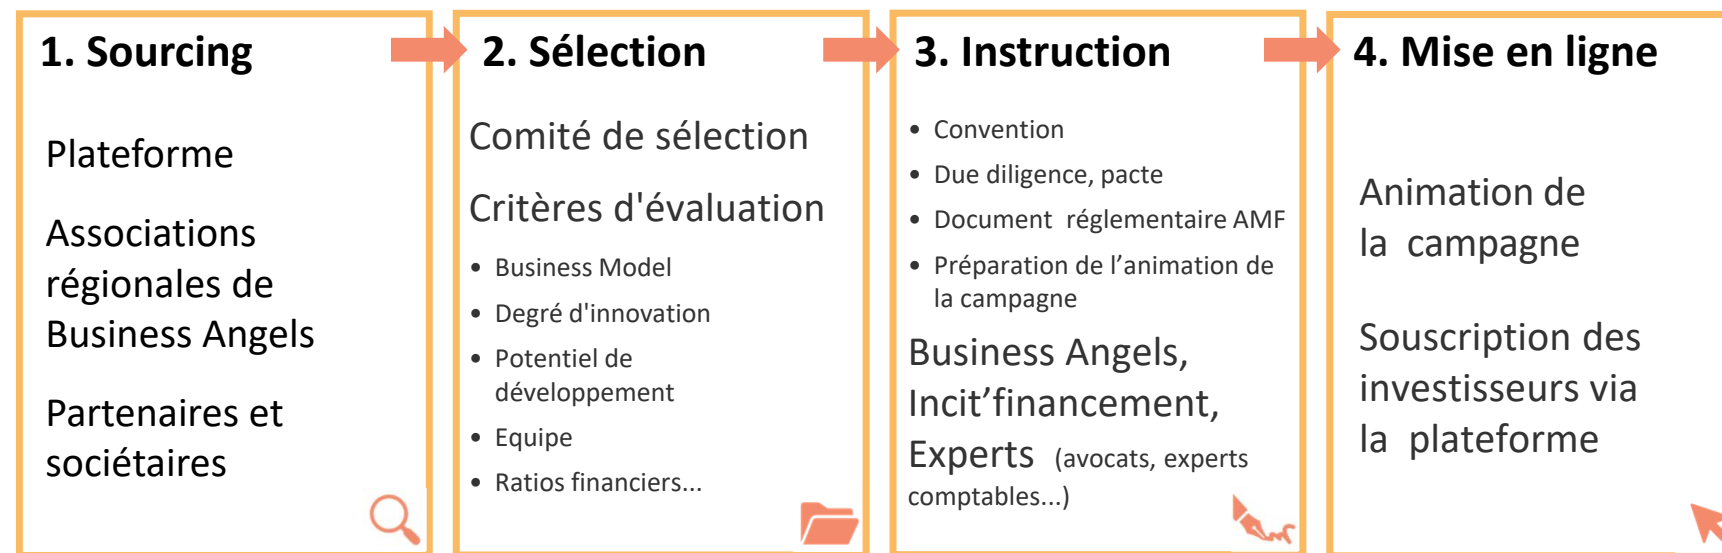 1. Sourcing
Plateforme
Associations
régionales de
Business Angels
Partenaires et
sociétaires
2. Sélection
Comité de sélection
Critères d'évaluation
• Business Model
• Degré d'innovation
• Potentiel de
développement
• Equipe
• Ratios financiers...
3. Instruction
• Convention
• Due diligence, pacte
• Document réglementaire AMF
• Préparation de l’animation de
la campagne
Business Angels,
Incit’financement,
Experts (avocats, experts
comptables...)
4. Mise en ligne
Animation de
la campagne
Souscription des
investisseurs via
la plateforme